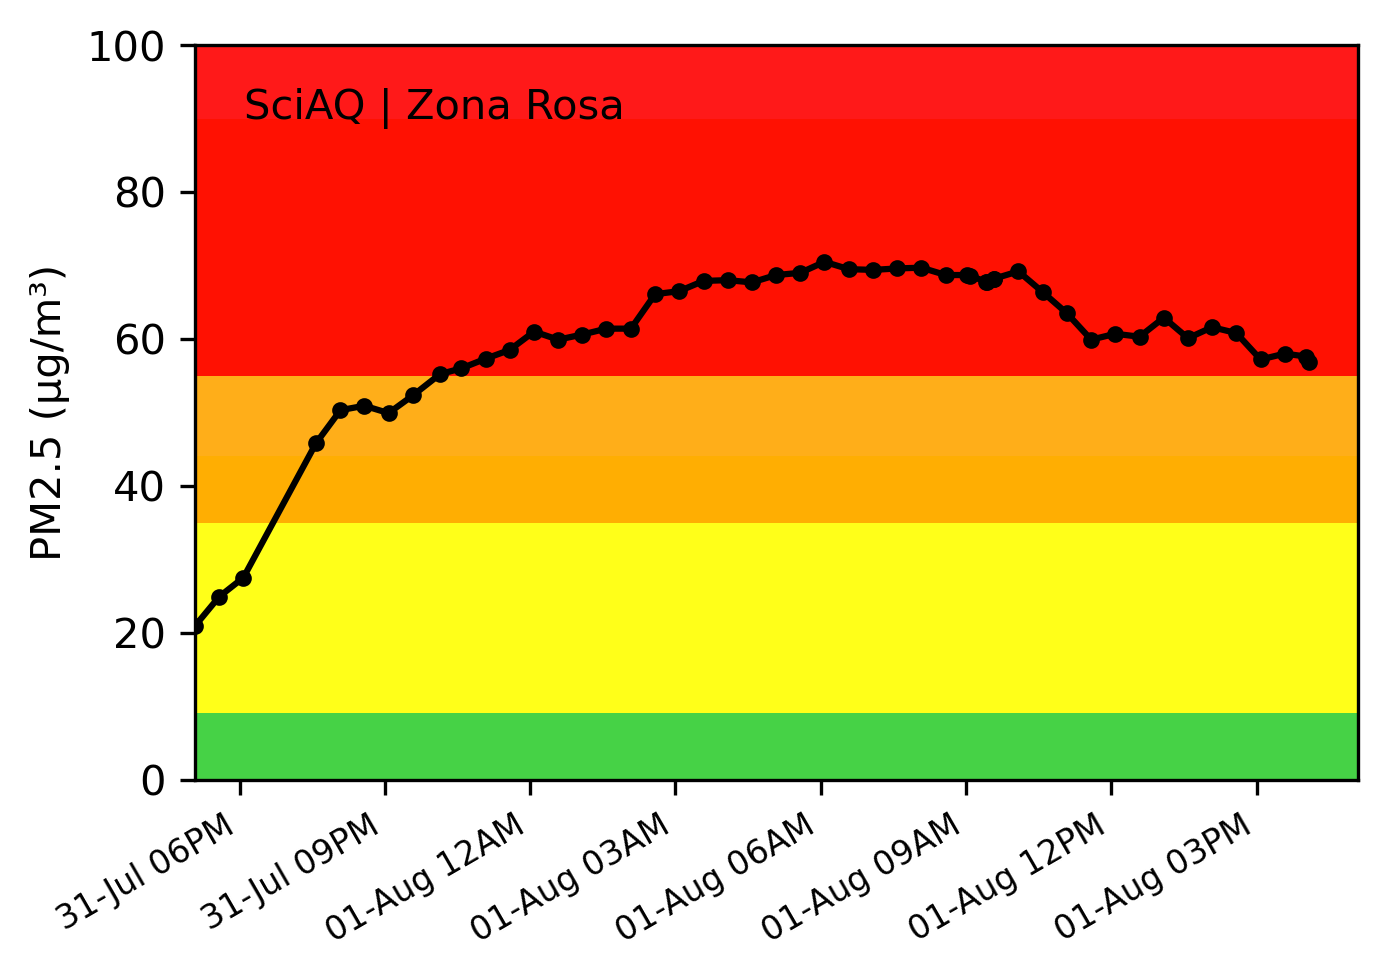 SciAQ | Zona Rosa
PM2.5 (µg/m³)
100
80
60
40
20
0
31-Jul 06PM
31-Jul 09PM
01-Aug 12AM
01-Aug 03AM
01-Aug 06AM
01-Aug 09AM
01-Aug 12PM
01-Aug 03PM